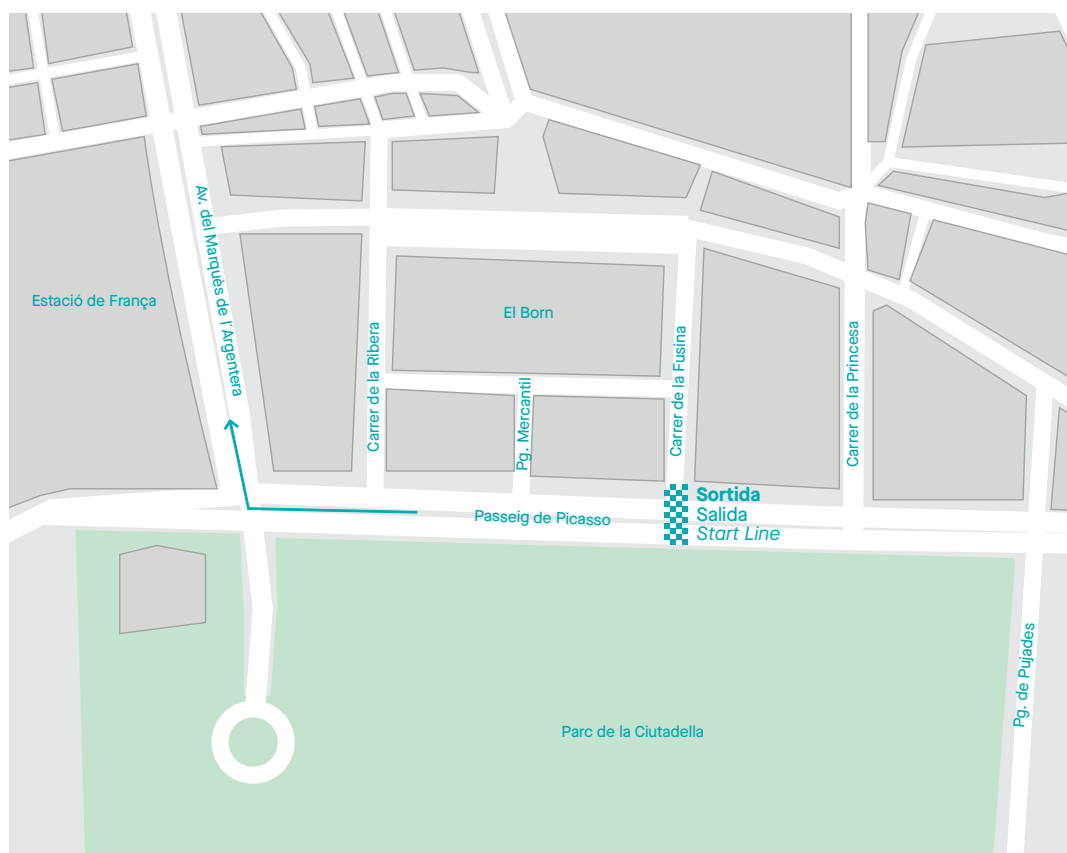 Av. del Marquès de l´Argentera
Estació de França
El Born
Carrer de la Ribera
Pg. Mercantil
Carrer de la Fusina
Carrer de la Princesa
Sortida
Salida
Start Line
Passeig de Picasso
Pg. de Pujades
Parc de la Ciutadella